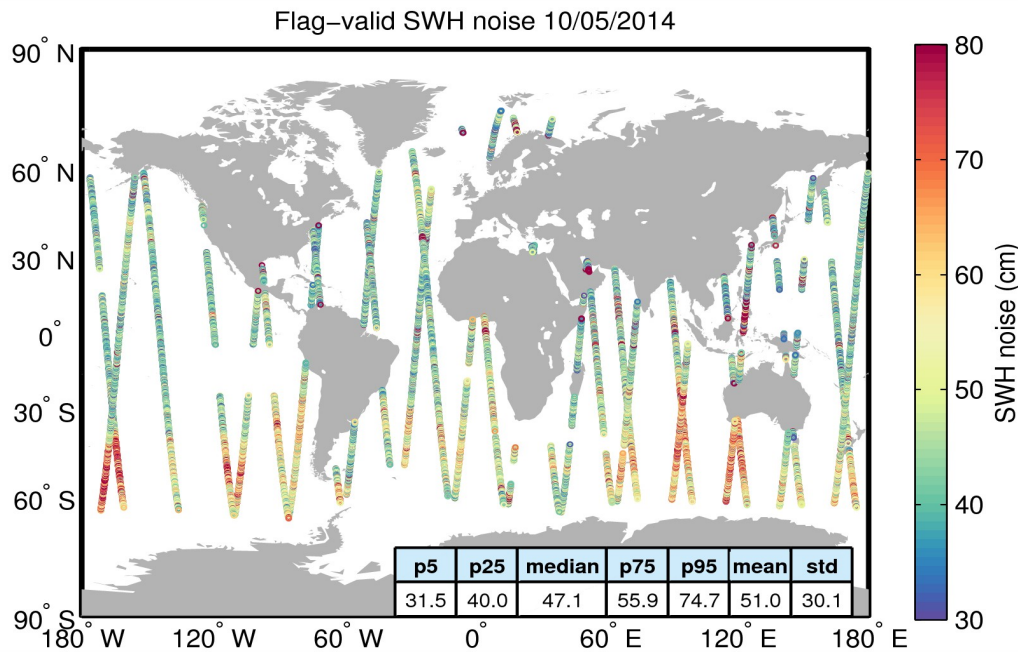 Flag−valid SWH noise 10/05/2014
90° N
60° N
30° N
0°
30° S
60° S
90° S
180° W
120° W
60° W
0°
60° E
120° E
180° E
80
70
60
50
40
30
SWH noise (cm)
p5 p25 median p75 p95 mean std
31.5 40.0 47.1 55.9 74.7 51.0 30.1